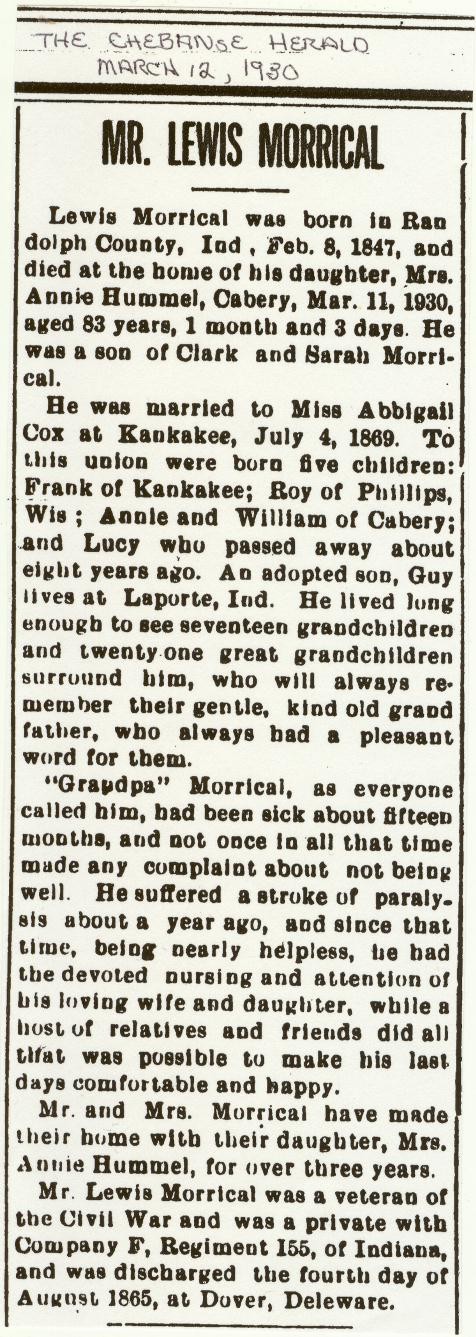 THE CHEBANSE HERALD
MARCH 12, 1930
MR. LEWIS MORRICAL
Lewis Morrical was born in Ran
dolph County, Ind , Feb. 8, 1847, and
died at the home of his daughter, Mrs.
Annie Hummel, Cabery, Mar. 11, 1930,
aged 83 years, 1 month and 3 days. He
was a son of Clark and Sarah Morri-
cal.
He was married to Miss Abbigail
Cox at Kankakee, July 4, 1869. To
this union were born five children:
Frank of Kankakee; Roy of Phillips,
Wis ; Annie and William of Cabery;
and Lucy who passed away about
eight years ago. An adopted son, Guy
lives at Laporte, Ind. He lived long
enough to see seventeen grandchildren
and twenty-one great grandchildren
surround him, who will always re-
member their gentle, kind old grand
father, who always had a pleasant
word for them.
"Grandpa" Morrical, as everyone
called him, had been sick about fifteen
months, and not once in all that time
made any complaint about not being
well. He suffered a stroke of paraly-
sis about a year ago, and since that
time, being nearly helpless, he had
the devoted nursing and attention of
his loving wife and daughter, while a
host of relatives and friends did all
that was possible to make his last
days comfortable and happy.
Mr. and Mrs. Morrical have made
their home with their daughter, Mrs.
Annie Hummel, for over three years.
Mr. Lewis Morrical was a veteran of
the Civil War and was a private with
Company F, Regiment 155, of Indiana,
and was discharged the fourth day of
August 1865, at Dover, Deleware.